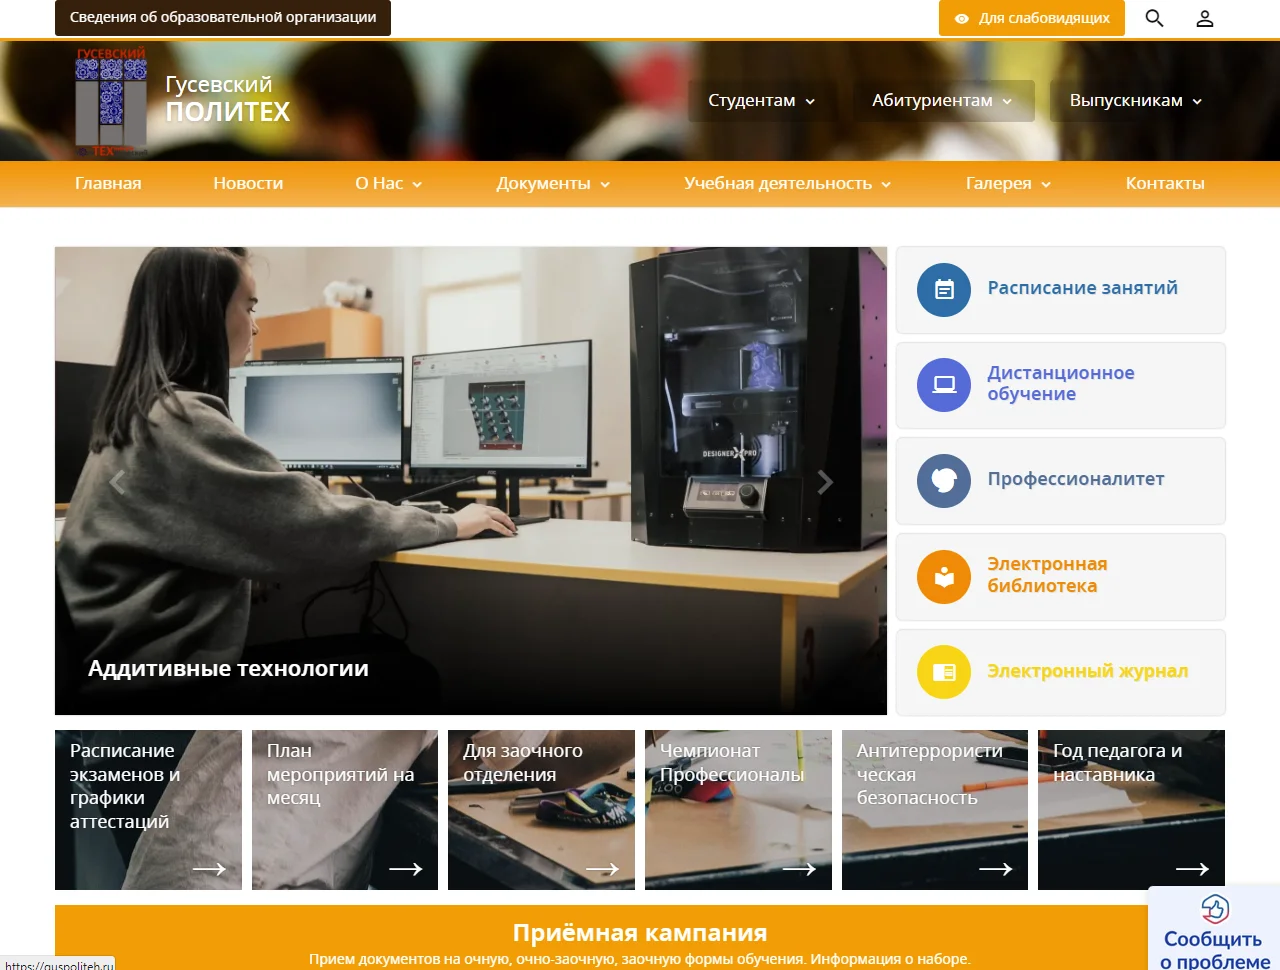 Сведения об образовательной организации
Для слабовидящих
ГУСЕВСКИЙ
ТЕХ
Гусевский
ПОЛИТЕХ
Студентам
Абитуриентам
Выпускникам
Главная
Новости
О Нас
Документы
Учебная деятельность
Галерея
Контакты
DESIGNER X PRO
Аддитивные технологии
Расписание занятий
Дистанционное
обучение
Профессионалитет
Электронная
библиотека
Электронный журнал
Расписание
экзаменов и
графики
аттестаций
План
мероприятий на
месяц
Для заочного
отделения
Чемпионат
Профессионалы
Антитеррористи
ческая
безопасность
Год педагога и
наставника
Приёмная кампания
Прием документов на очную, очно-заочную, заочную формы обучения. Информация о наборе.
Сообщить
о проблеме
https://guspoliteh.ru